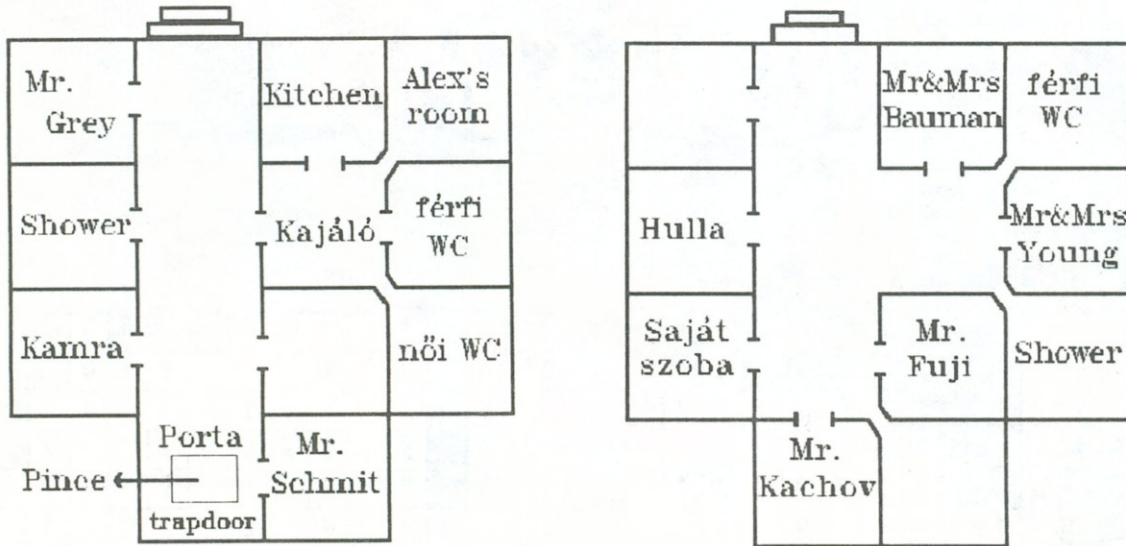 Mr.
Grey
Kitchen
Alex's
room
Shower
Kajáló
férfi
WC
Kamra
női WC
Porta
Mr.
Schmit
Pince
trapdoor
Mr&Mrs
Bauman
férfi
WC
Hulla
Mr&Mrs
Young
Saját
szoba
Mr.
Fuji
Shower
Mr.
Kachov